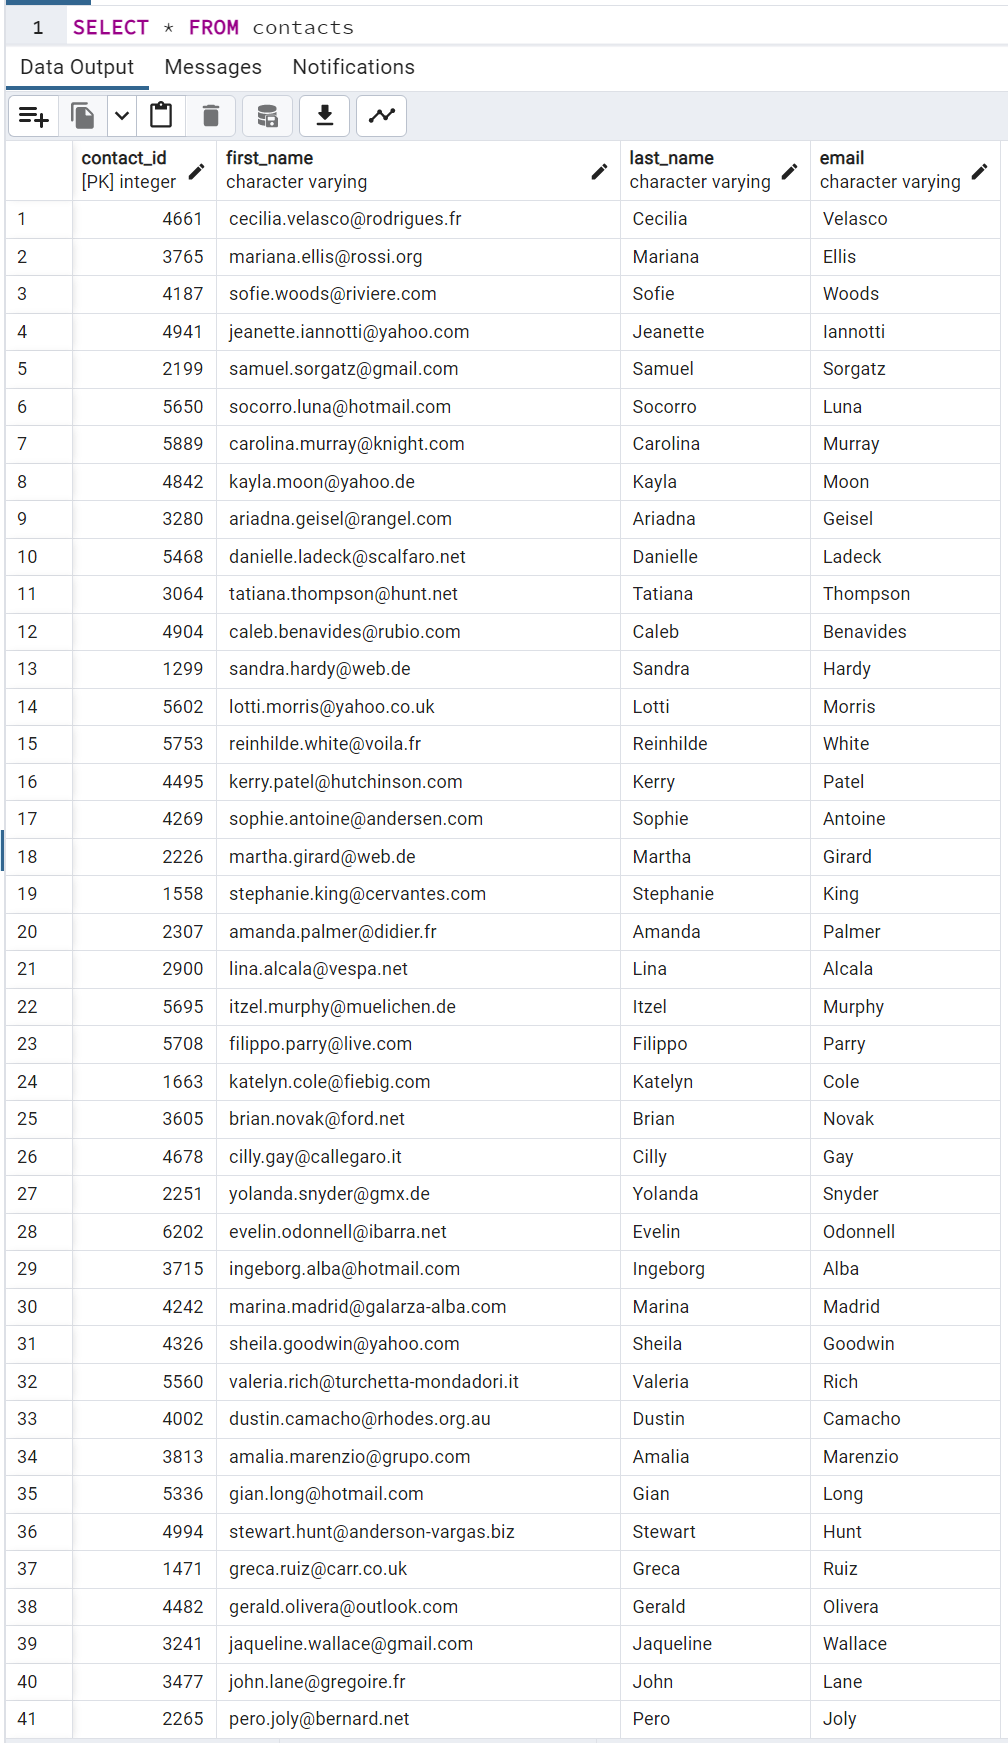 1 SELECT * FROM contacts
Data Output Messages Notifications
contact_id first_name last_name email
[PK] integer character varying character varying character varying
1 4661 cecilia.velasco@rodrigues.fr Cecilia Velasco
2 3765 mariana.ellis@rossi.org Mariana Ellis
3 4187 sofie.woods@riviere.com Sofie Woods
4 4941 jeanette.iannotti@yahoo.com Jeanette Iannotti
5 2199 samuel.sorgatz@gmail.com Samuel Sorgatz
6 5650 socorro.luna@hotmail.com Socorro Luna
7 5889 carolina.murray@knight.com Carolina Murray
8 4842 kayla.moon@yahoo.de Kayla Moon
9 3280 ariadna.geisel@rangel.com Ariadna Geisel
10 5468 danielle.ladeck@scalfaro.net Danielle Ladeck
11 3064 tatiana.thompson@hunt.net Tatiana Thompson
12 4904 caleb.benavides@rubio.com Caleb Benavides
13 1299 sandra.hardy@web.de Sandra Hardy
14 5602 lotti.morris@yahoo.co.uk Lotti Morris
15 5753 reinhilde.white@voila.fr Reinhilde White
16 4495 kerry.patel@hutchinson.com Kerry Patel
17 4269 sophie.antoine@andersen.com Sophie Antoine
18 2226 martha.girard@web.de Martha Girard
19 1558 stephanie.king@cervantes.com Stephanie King
20 2307 amanda.palmer@didier.fr Amanda Palmer
21 2900 lina.alcala@vespa.net Lina Alcala
22 5695 itzel.murphy@muelichen.de Itzel Murphy
23 5708 filippo.parry@live.com Filippo Parry
24 1663 katelyn.cole@fiebig.com Katelyn Cole
25 3605 brian.novak@ford.net Brian Novak
26 4678 cilly.gay@callegaro.it Cilly Gay
27 2251 yolanda.snyder@gmx.de Yolanda Snyder
28 6202 evelin.odonnell@ibarra.net Evelin Odonnell
29 3715 ingeborg.alba@hotmail.com Ingeborg Alba
30 4242 marina.madrid@galarza-alba.com Marina Madrid
31 4326 sheila.goodwin@yahoo.com Sheila Goodwin
32 5560 valeria.rich@turchetta-mondadori.it Valeria Rich
33 4002 dustin.camacho@rhodes.org.au Dustin Camacho
34 3813 amalia.marenzio@grupo.com Amalia Marenzio
35 5336 gian.long@hotmail.com Gian Long
36 4994 stewart.hunt@anderson-vargas.biz Stewart Hunt
37 1471 greca.ruiz@carr.co.uk Greca Ruiz
38 4482 gerald.olivera@outlook.com Gerald Olivera
39 3241 jaqueline.wallace@gmail.com Jaqueline Wallace
40 3477 john.lane@gregoire.fr John Lane
41 2265 pero.joly@bernard.net Pero Joly